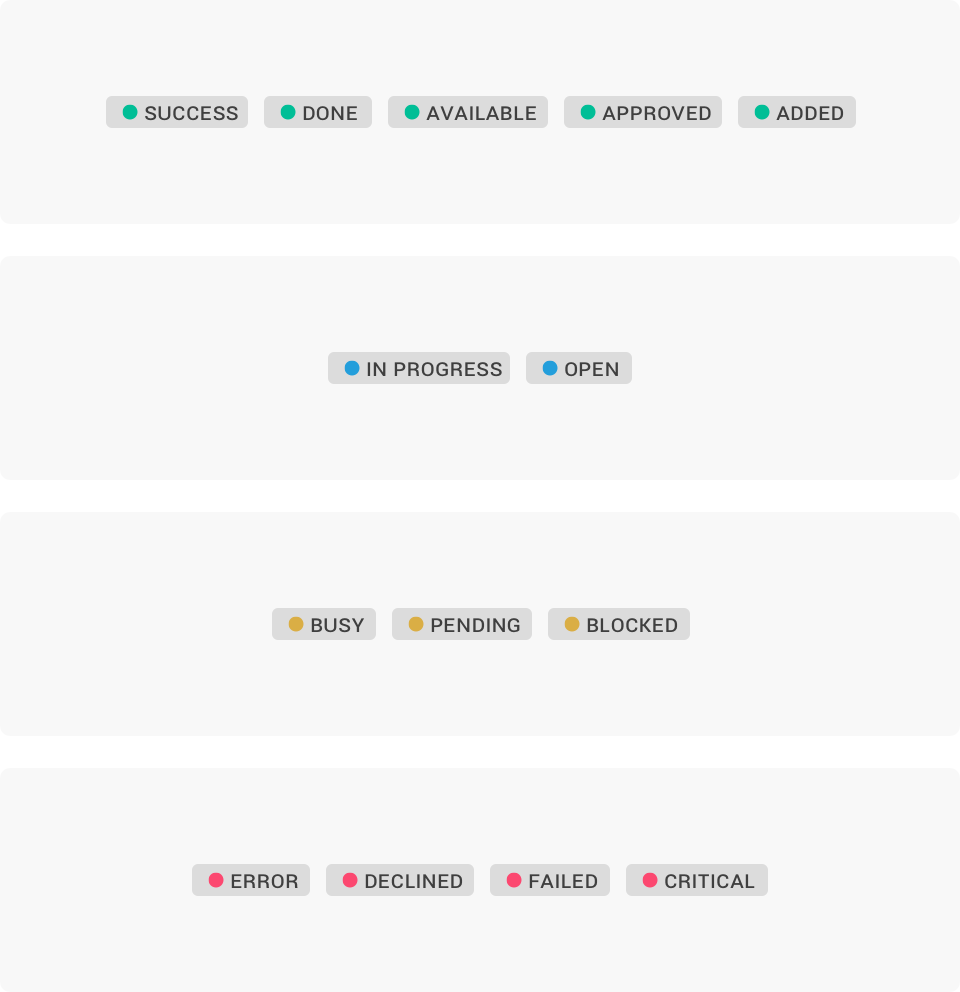 SUCCESS DONE AVAILABLE APPROVED ADDED
IN PROGRESS OPEN
BUSY PENDING BLOCKED
ERROR DECLINED FAILED CRITICAL